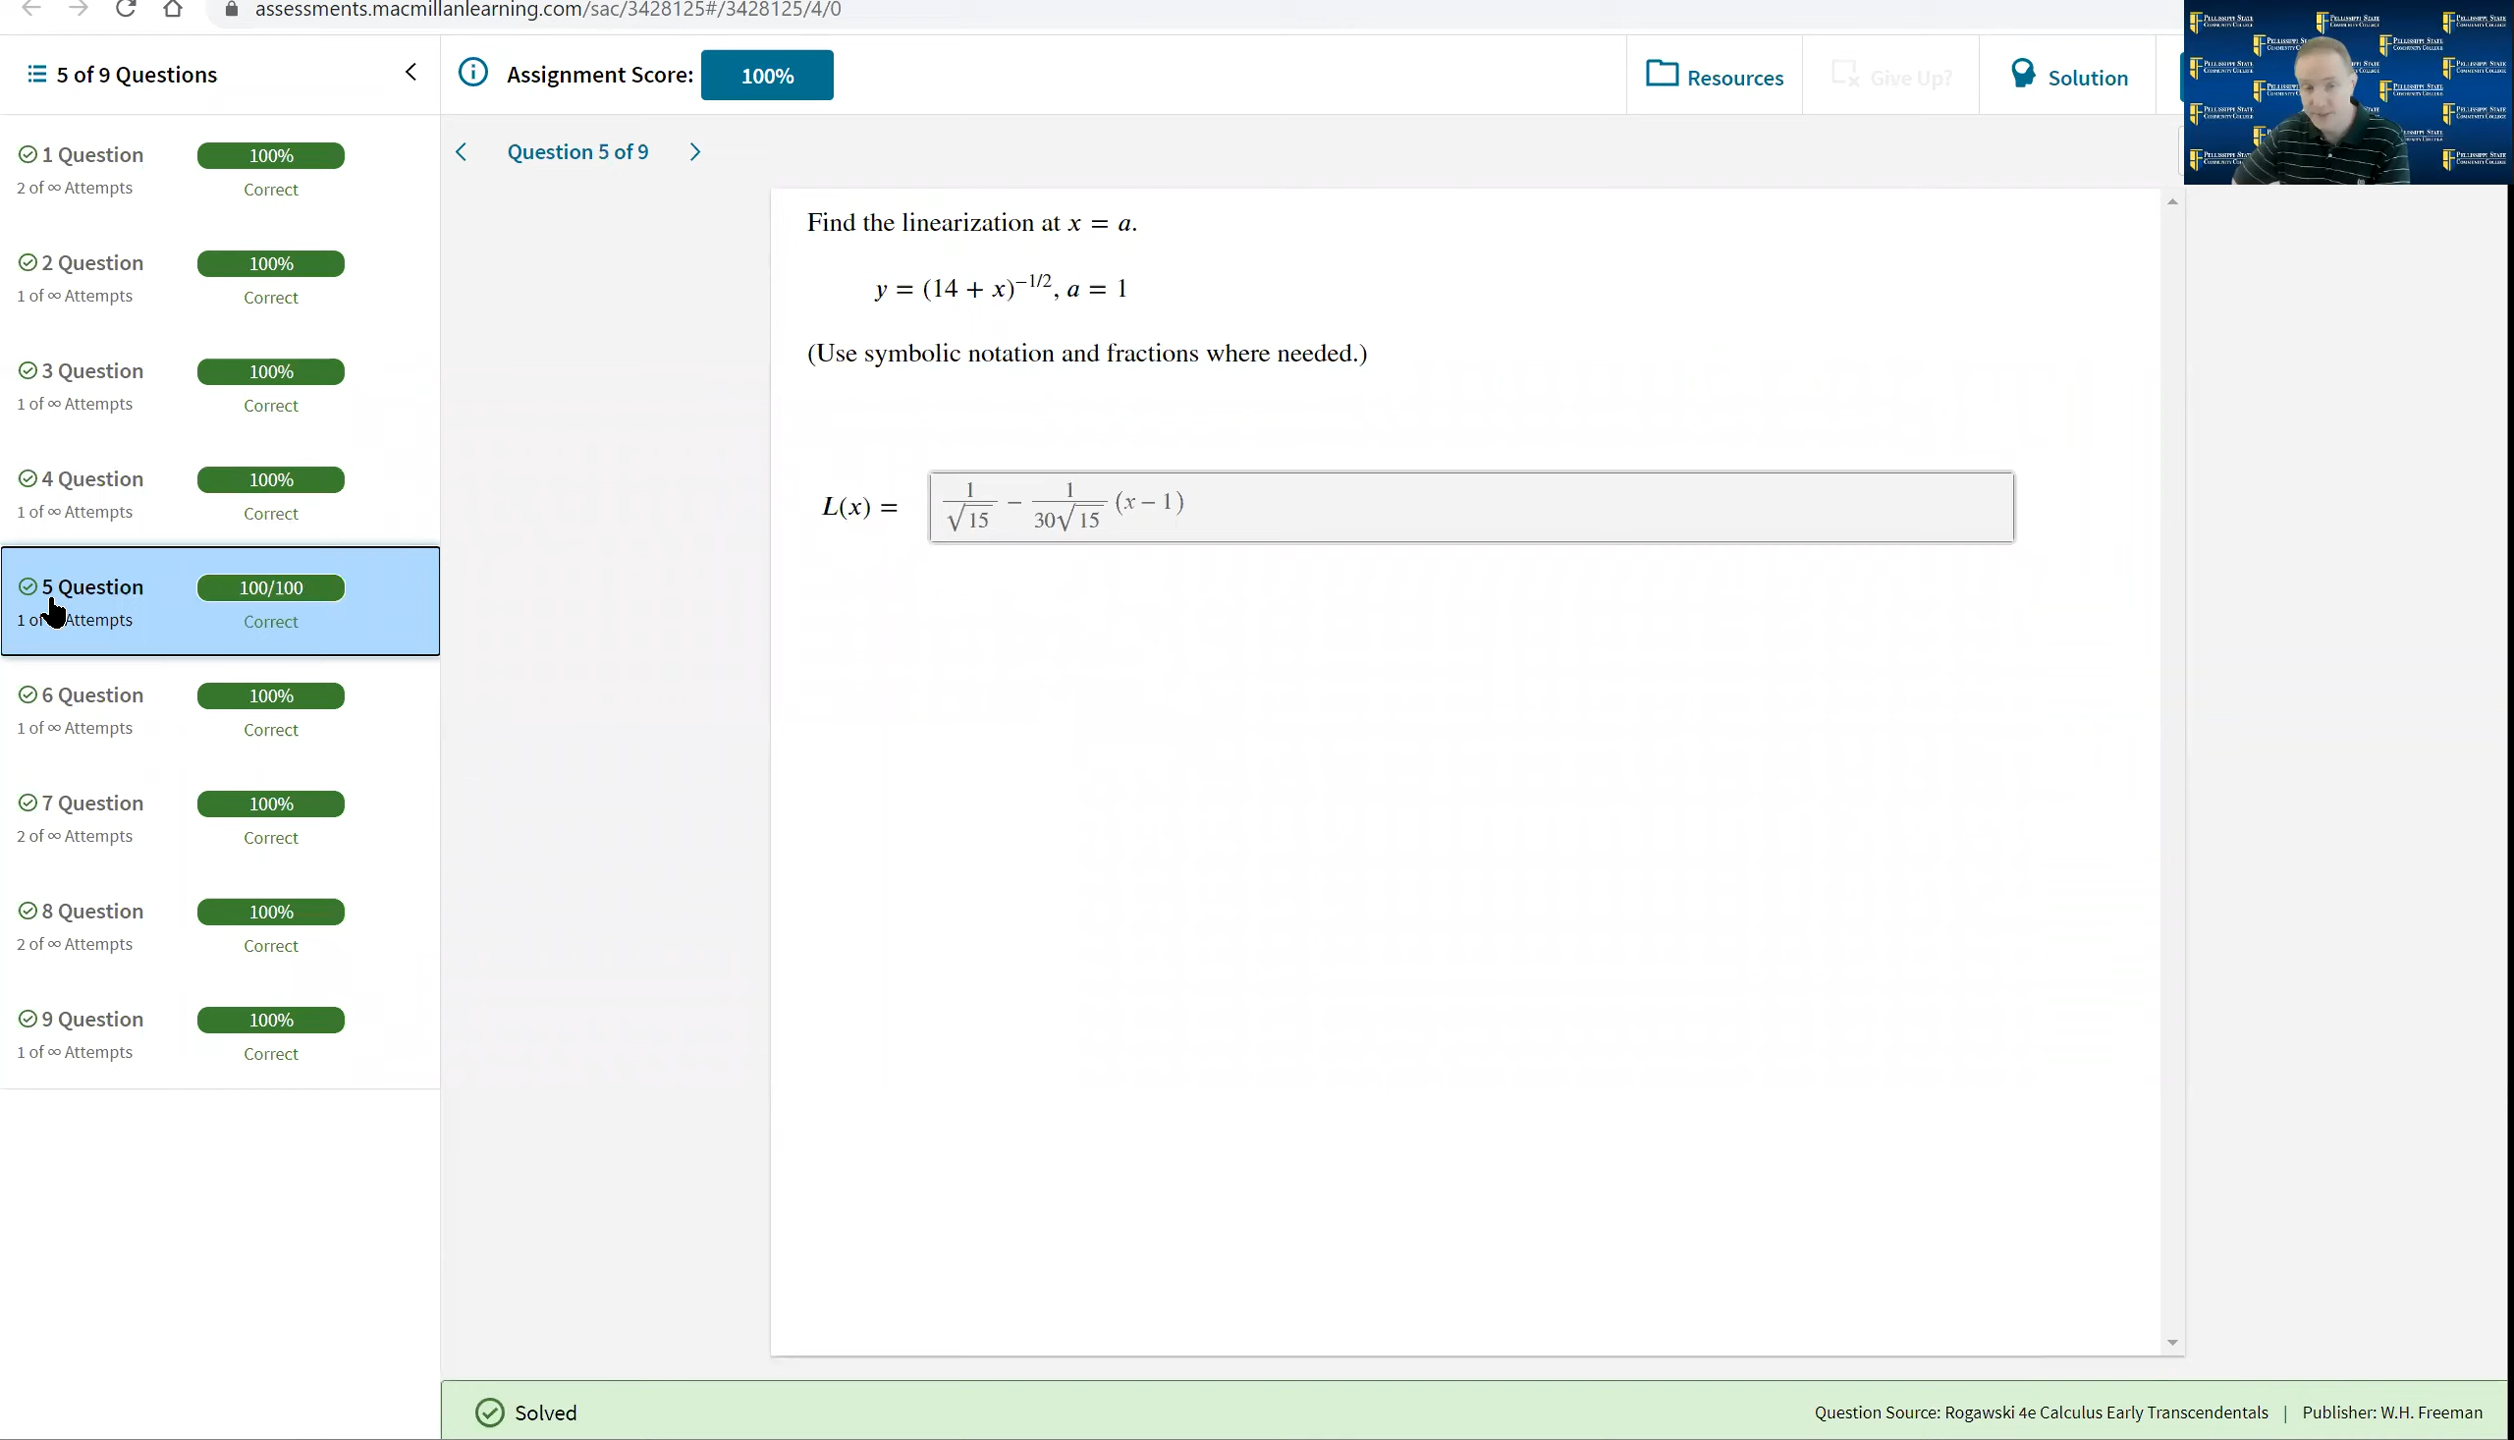 assessments.macmillanlearning.com/sac/3428125#/3428125/4/0
5 of 9 Questions
Assignment Score: 100%
Resources
Give Up?
Solution
1 Question 100%
2 of ∞ Attempts Correct
2 Question 100%
1 of ∞ Attempts Correct
3 Question 100%
1 of ∞ Attempts Correct
4 Question 100%
1 of ∞ Attempts Correct
5 Question 100/100
1 of Attempts Correct
6 Question 100%
1 of ∞ Attempts Correct
7 Question 100%
2 of ∞ Attempts Correct
8 Question 100%
2 of ∞ Attempts Correct
9 Question 100%
1 of ∞ Attempts Correct
Question 5 of 9
Find the linearization at x = a.
y = (14 + x)^{−1/2}, a = 1
(Use symbolic notation and fractions where needed.)
L(x) = 1/√15 − 1/(30√15) (x − 1)
Solved
Question Source: Rogawski 4e Calculus Early Transcendentals | Publisher: W.H. Freeman
PELLISSIPPI STATE
COMMUNITY COLLEGE